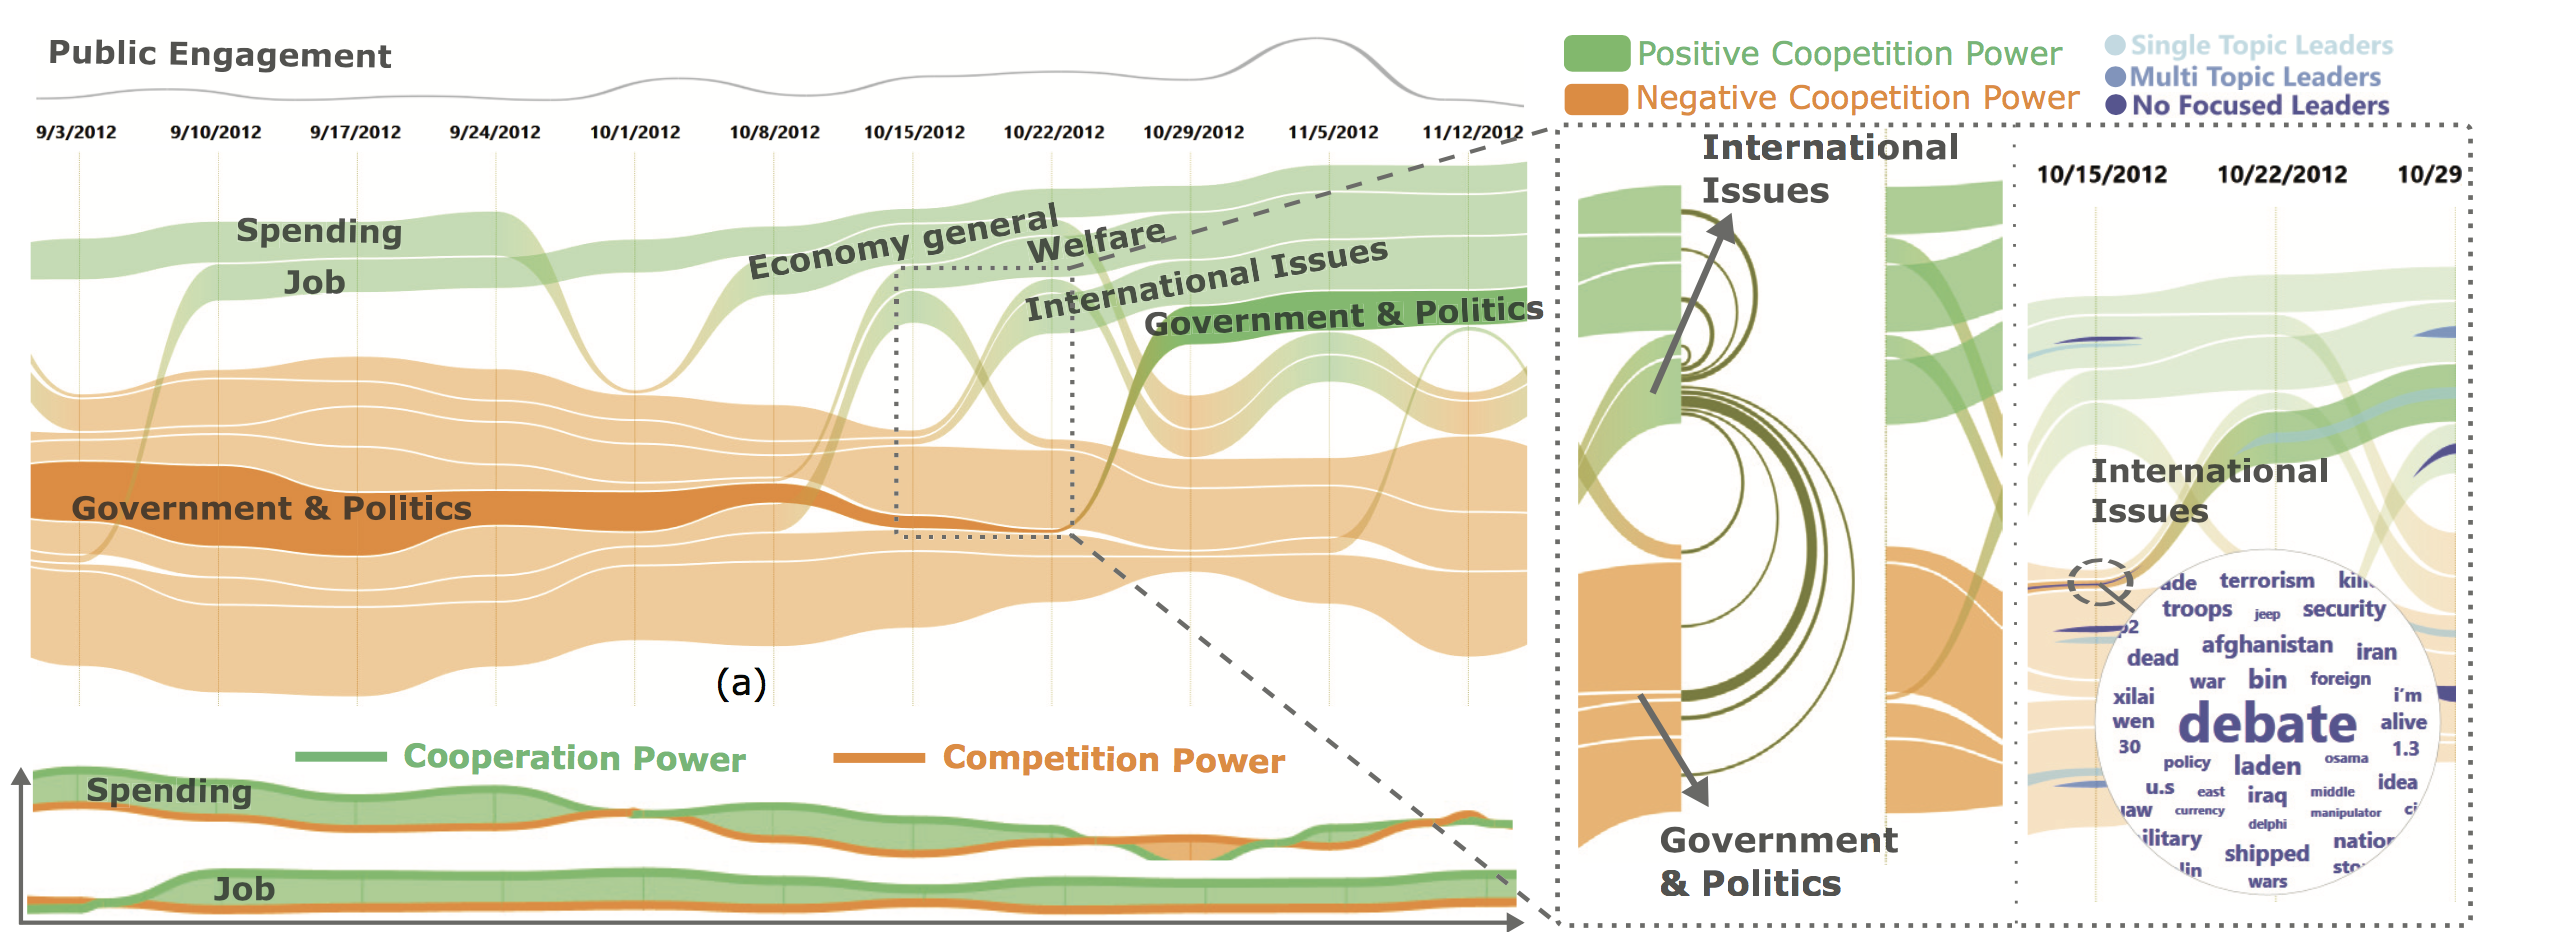 Public Engagement
9/3/2012 9/10/2012 9/17/2012 9/24/2012 10/1/2012 10/8/2012 10/15/2012 10/22/2012 10/29/2012 11/5/2012 11/12/2012
Spending
Job
Economy general
Welfare
International Issues
Government & Politics
Government & Politics
(a)
Cooperation Power
Competition Power
Spending
Job
Positive Coopetition Power
Negative Coopetition Power
Single Topic Leaders
Multi Topic Leaders
No Focused Leaders
International
Issues
Government
& Politics
10/15/2012 10/22/2012 10/29
International
Issues
terrorism
troops jeep security
afghanistan
dead iran
war bin foreign
xilai i'm
wen debate alive
30 1.3
policy laden osama
u.s east iraq middle idea
currency manipulator
delphi
shipped
wars